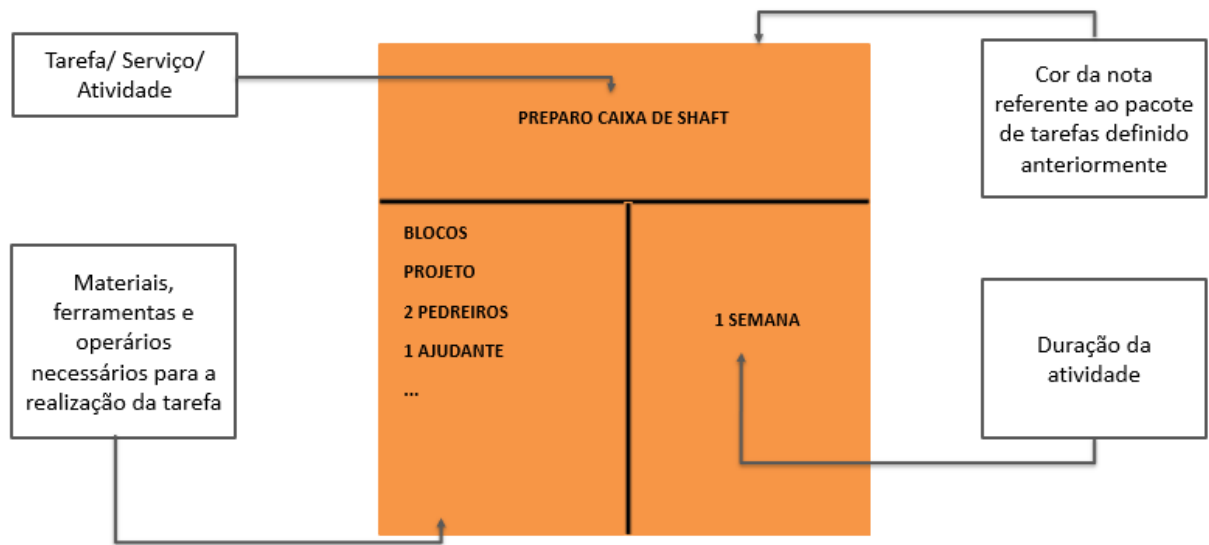 Tarefa/ Serviço/
Atividade
Cor da nota
referente ao pacote
de tarefas definido
anteriormente
PREPARO CAIXA DE SHAFT
Materiais,
ferramentas e
operários
necessários para a
realização da tarefa
BLOCOS
PROJETO
2 PEDREIROS
1 AJUDANTE
...
1 SEMANA
Duração da
atividade